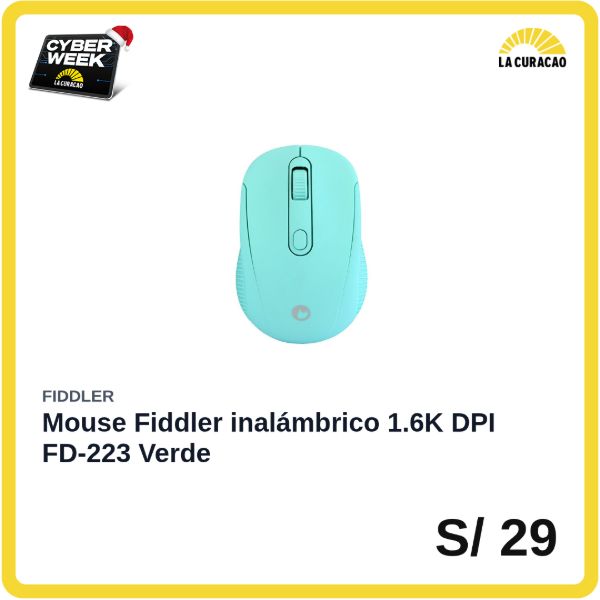 CYBER
WEEK
LA CURACAO
LA CURACAO
FIDDLER
Mouse Fiddler inalámbrico 1.6K DPI
FD-223 Verde
S/ 29